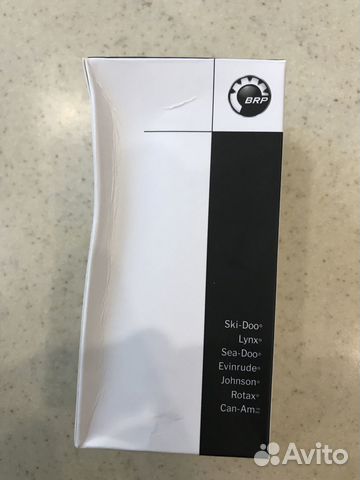 BRP
Ski-Doo®
Lynx®
Sea-Doo®
Evinrude®
Johnson®
Rotax®
Can-Am™
Avito